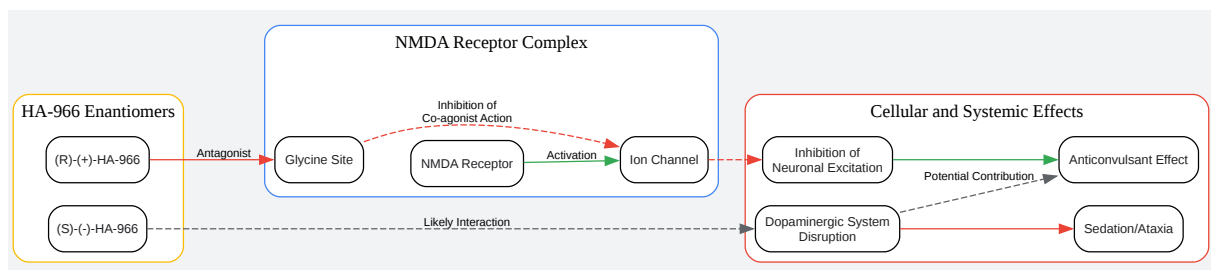 HA-966 Enantiomers
(R)-(+)-HA-966
(S)-(-)-HA-966
Antagonist
Likely Interaction
NMDA Receptor Complex
Glycine Site
Inhibition of
Co-agonist Action
NMDA Receptor
Activation
Ion Channel
Cellular and Systemic Effects
Inhibition of
Neuronal Excitation
Anticonvulsant Effect
Potential Contribution
Dopaminergic System
Disruption
Sedation/Ataxia